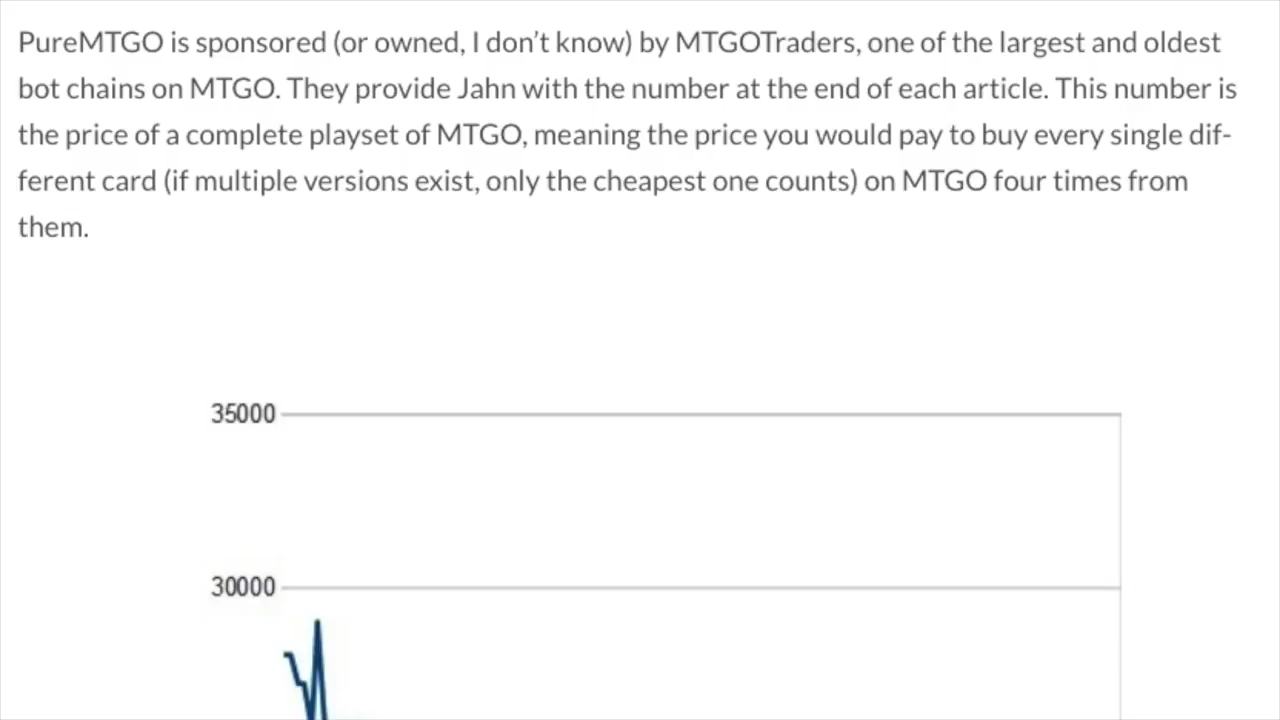 PureMTGO is sponsored (or owned, I don’t know) by MTGOTraders, one of the largest and oldest
bot chains on MTGO. They provide Jahn with the number at the end of each article. This number is
the price of a complete playset of MTGO, meaning the price you would pay to buy every single dif-
ferent card (if multiple versions exist, only the cheapest one counts) on MTGO four times from
them.
35000
30000